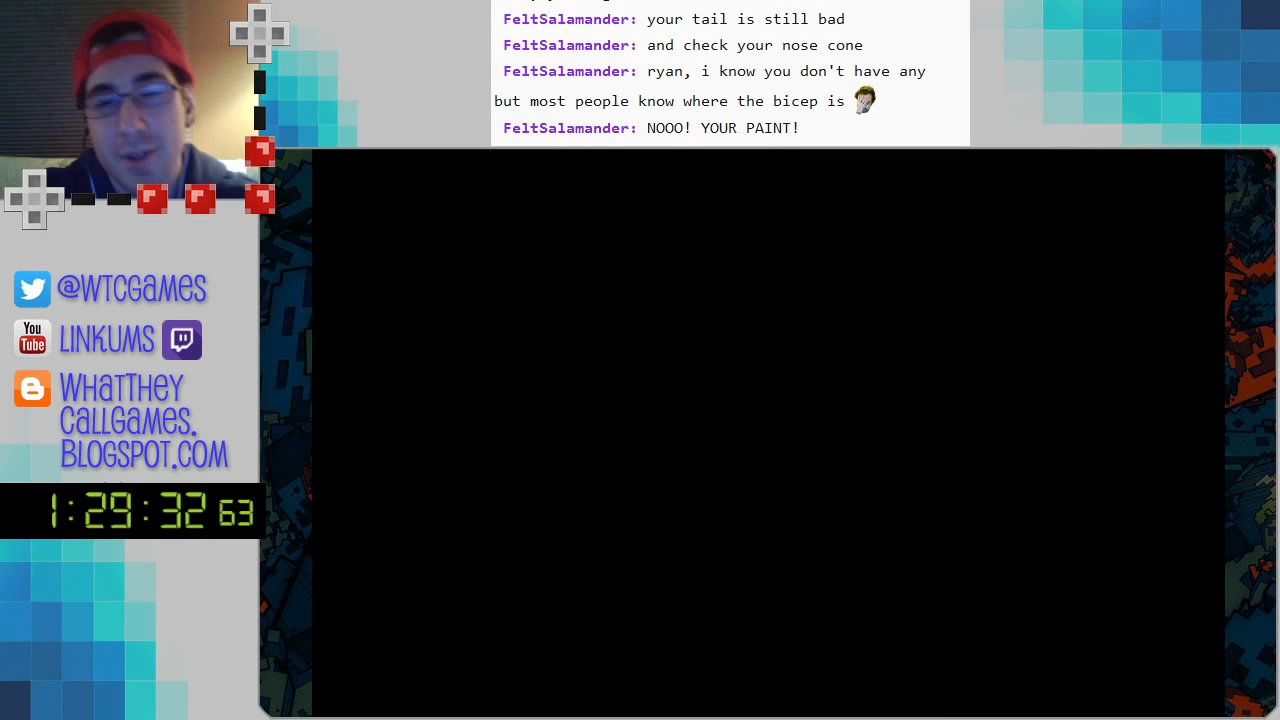 FeltSalamander: your tail is still bad
FeltSalamander: and check your nose cone
FeltSalamander: ryan, i know you don't have any
but most people know where the bicep is
FeltSalamander: NOOO! YOUR PAINT!
@WTCGAMES
You
Tube
LINKUMS
WHATTHEY
CALLGAMES.
BLOGSPOT.COM
1:29:32 63